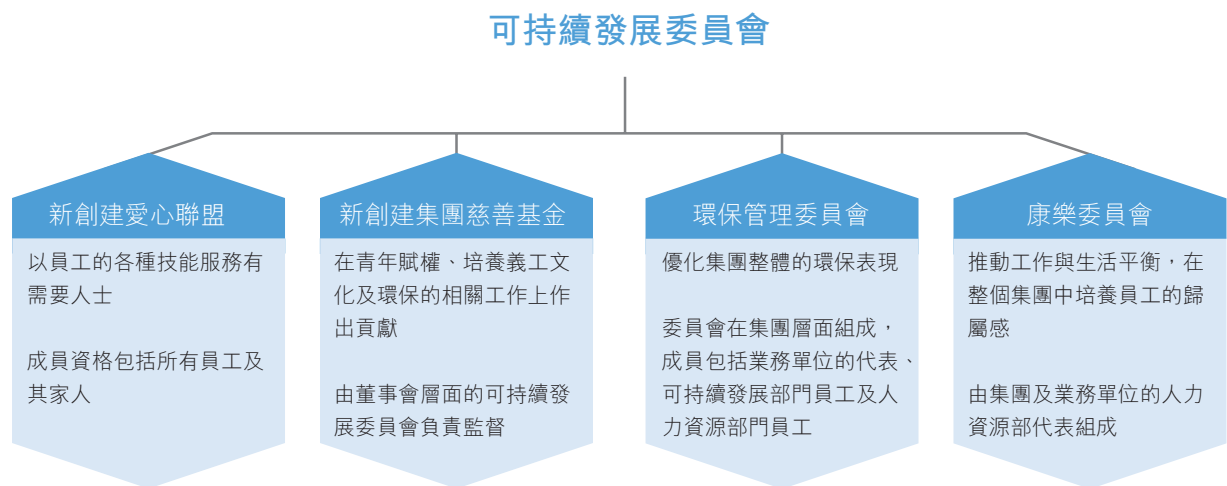 可持續發展委員會
新創建愛心聯盟
以員工的各種技能服務有
需要人士
成員資格包括所有員工及
其家人
新創建集團慈善基金
在青年賦權、培養義工文
化及環保的相關工作上作
出貢獻
由董事會層面的可持續發
展委員會負責監督
環保管理委員會
優化集團整體的環保表現
委員會在集團層面組成，
成員包括業務單位的代表、
可持續發展部門員工及人
力資源部門員工
康樂委員會
推動工作與生活平衡，在
整個集團中培養員工的歸
屬感
由集團及業務單位的人力
資源部代表組成